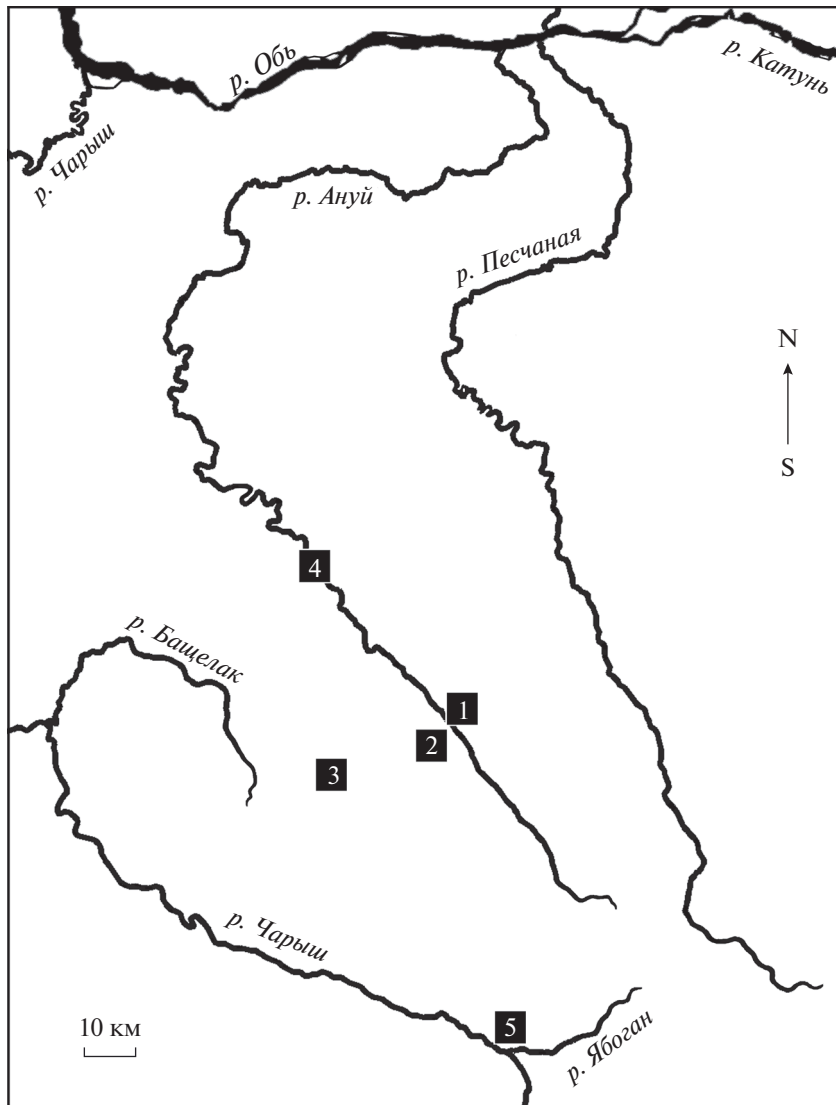 р. Обь
р. Катунь
р. Чарыш
р. Ануй
р. Песчаная
N
S
4
р. Бащелак
1
2
3
р. Чарыш
5
10 км
р. Ябоган